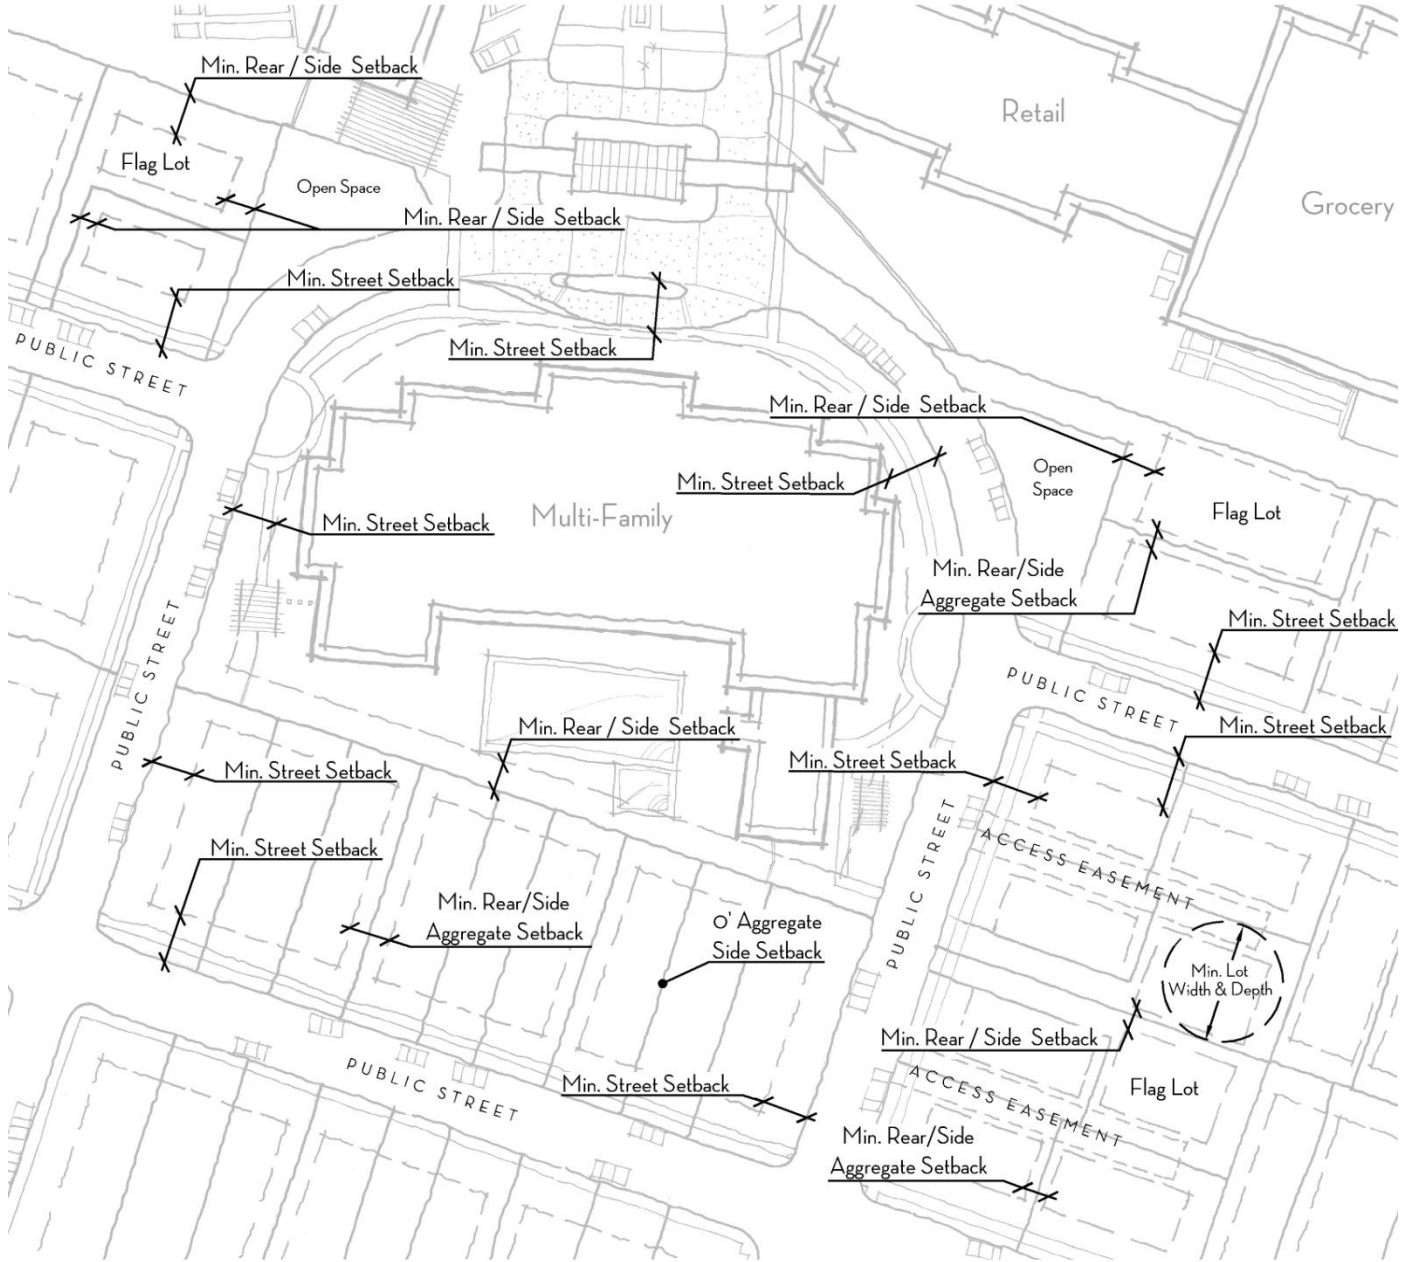 Min. Rear / Side Setback
Retail
Flag Lot
Open Space
Grocery
Min. Rear / Side Setback
Min. Street Setback
PUBLIC STREET
Min. Street Setback
Min. Rear / Side Setback
Min. Street Setback
Open
Space
Multi-Family
Min. Street Setback
Flag Lot
Min. Rear/Side
Aggregate Setback
Min. Street Setback
PUBLIC STREET
PUBLIC STREET
Min. Rear / Side Setback
Min. Street Setback
Min. Street Setback
Min. Street Setback
PUBLIC STREET
ACCESS EASEMENT
Min. Street Setback
Min. Rear/Side
Aggregate Setback
O' Aggregate
Side Setback
Min. Lot
Width & Depth
Min. Rear / Side Setback
PUBLIC STREET
Min. Street Setback
ACCESS EASEMENT
Flag Lot
Min. Rear/Side
Aggregate Setback